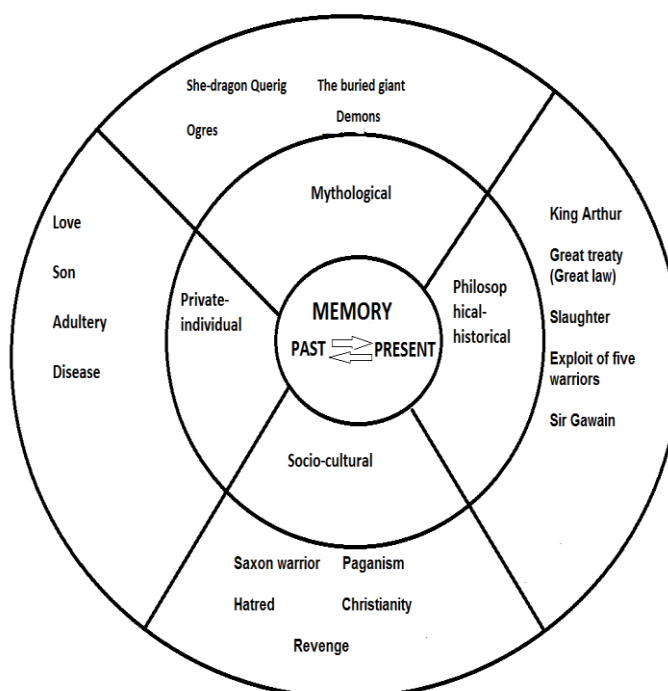 She-dragon Querig
The buried giant
Ogres
Demons
Mythological
Love
Son
Adultery
Disease
Private-
individual
MEMORY
PAST
PRESENT
Philosop
hical-
historical
King Arthur
Great treaty
(Great law)
Slaughter
Exploit of five
warriors
Sir Gawain
Socio-cultural
Saxon warrior
Paganism
Hatred
Christianity
Revenge